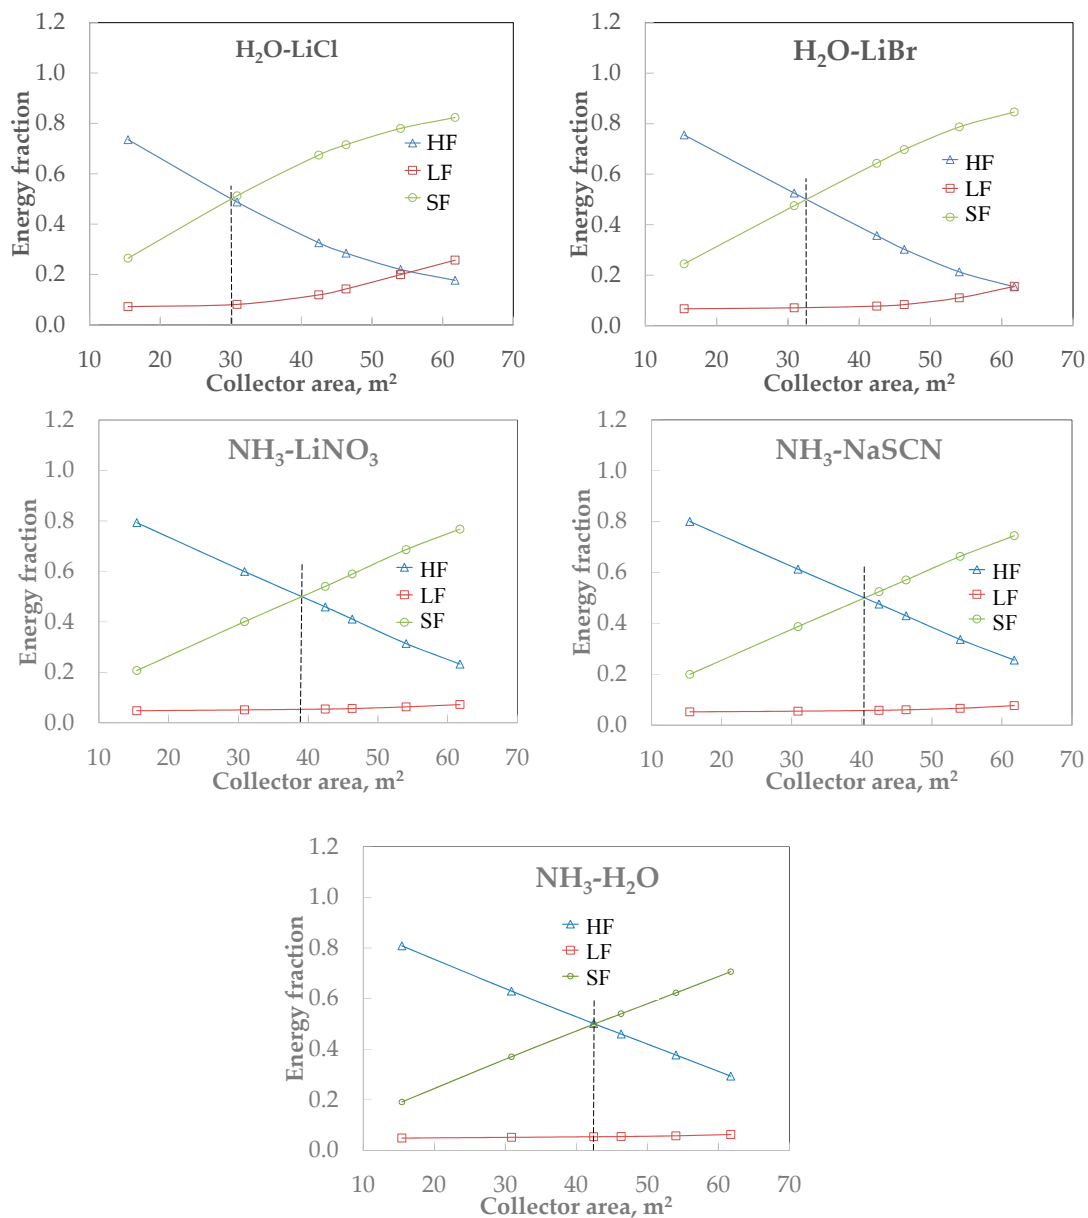 H₂O-LiCl
Energy fraction
1.2
1.0
0.8
0.6
0.4
0.2
0.0
HF
LF
SF
10 20 30 40 50 60 70
Collector area, m²
H₂O-LiBr
Energy fraction
1.2
1.0
0.8
0.6
0.4
0.2
0.0
HF
LF
SF
10 20 30 40 50 60 70
Collector area, m²
NH₃-LiNO₃
Energy fraction
1.2
1.0
0.8
0.6
0.4
0.2
0.0
HF
LF
SF
10 20 30 40 50 60 70
Collector area, m²
NH₃-NaSCN
Energy fraction
1.2
1.0
0.8
0.6
0.4
0.2
0.0
HF
LF
SF
10 20 30 40 50 60 70
Collector area, m²
NH₃-H₂O
Energy fraction
1.2
1.0
0.8
0.6
0.4
0.2
0.0
HF
LF
SF
10 20 30 40 50 60 70
Collector area, m²